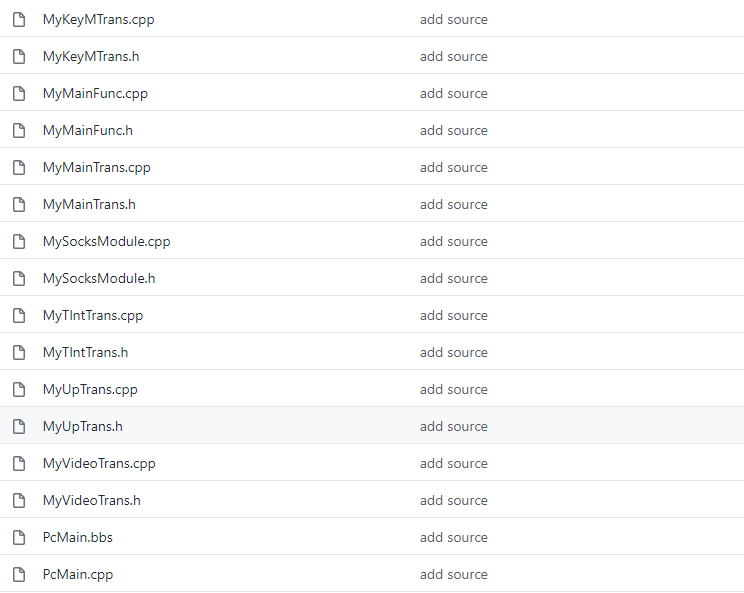 MyKeyMTrans.cpp add source
MyKeyMTrans.h add source
MyMainFunc.cpp add source
MyMainFunc.h add source
MyMainTrans.cpp add source
MyMainTrans.h add source
MySocksModule.cpp add source
MySocksModule.h add source
MyTIntTrans.cpp add source
MyTIntTrans.h add source
MyUpTrans.cpp add source
MyUpTrans.h add source
MyVideoTrans.cpp add source
MyVideoTrans.h add source
PcMain.bbs add source
PcMain.cpp add source